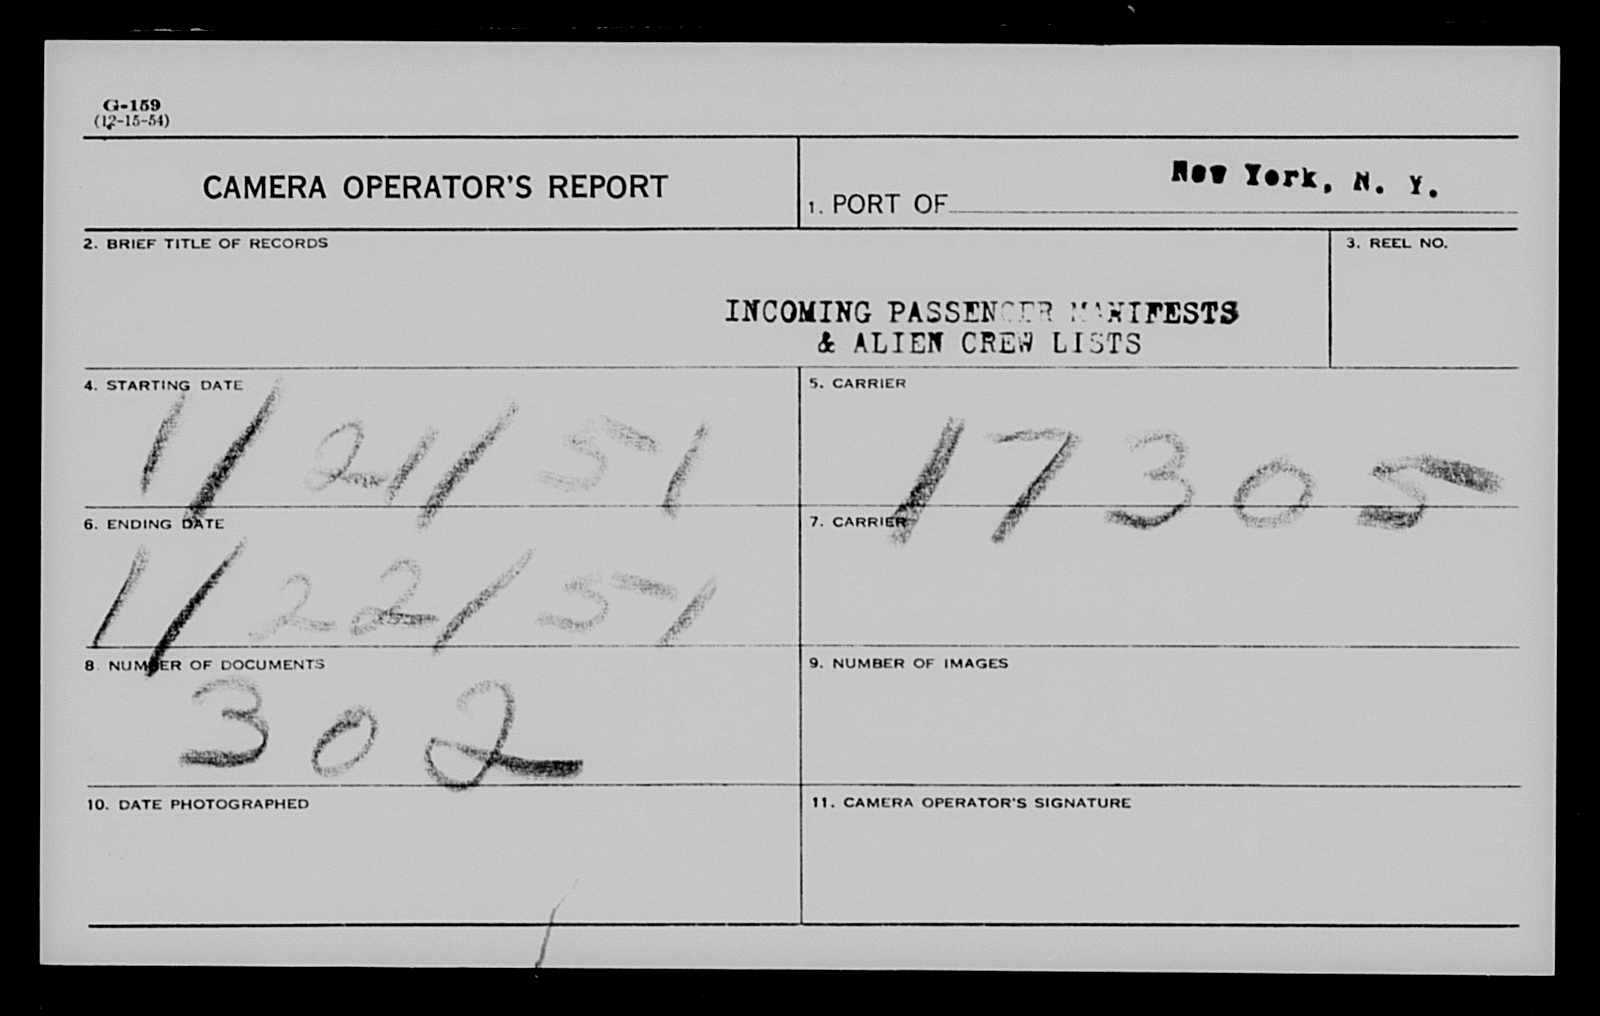 G-159
(12-15-54)
CAMERA OPERATOR'S REPORT
1. PORT OF New York, N. Y.
2. BRIEF TITLE OF RECORDS
3. REEL NO.
INCOMING PASSENGER MANIFESTS
& ALIEN CREW LISTS
4. STARTING DATE
11/21/51
5. CARRIER
17305
6. ENDING DATE
11/22/51
7. CARRIER
8. NUMBER OF DOCUMENTS
302
9. NUMBER OF IMAGES
10. DATE PHOTOGRAPHED
11. CAMERA OPERATOR'S SIGNATURE